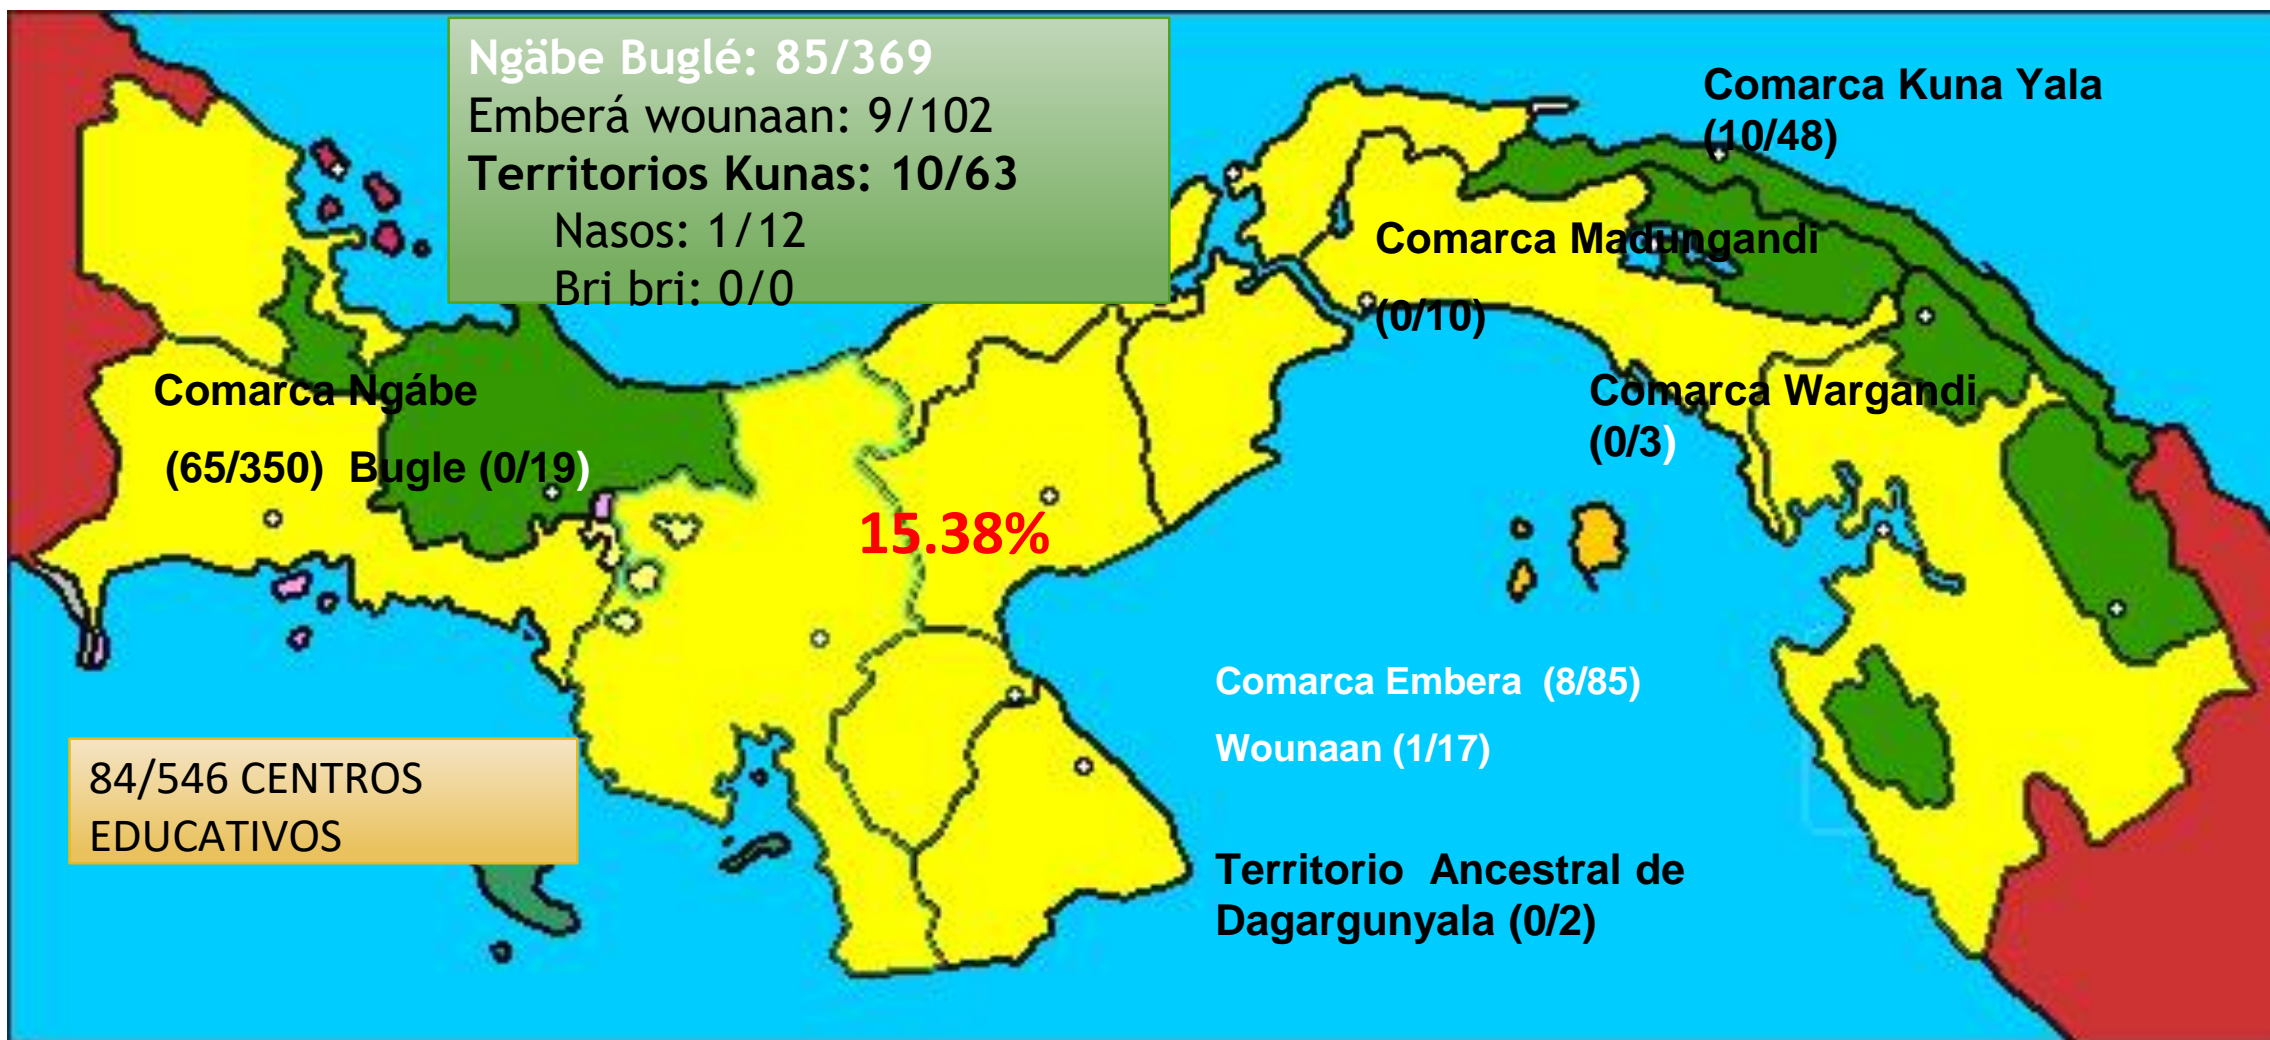 Ngäbe Buglé: 85/369
Emberá wounaan: 9/102
Territorios Kunas: 10/63
Nasos: 1/12
Bri bri: 0/0
Comarca Kuna Yala
(10/48)
Comarca Madungandi
(0/10)
Comarca Ngábe
(65/350) Bugle (0/19)
Comarca Wargandi
(0/3)
15.38%
Comarca Embera (8/85)
Wounaan (1/17)
84/546 CENTROS
EDUCATIVOS
Territorio Ancestral de
Dagargunyala (0/2)